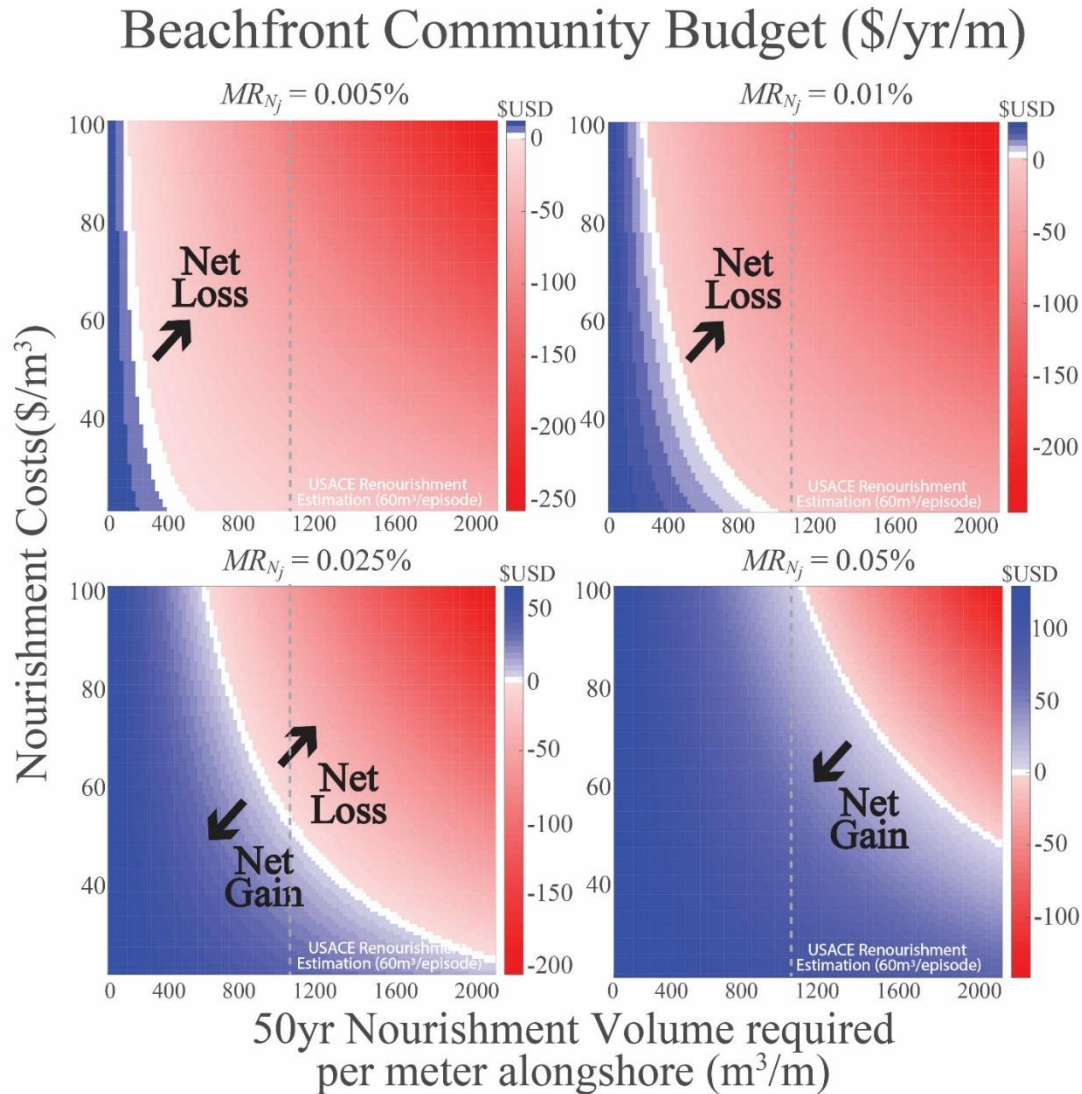 Beachfront Community Budget ($/yr/m)
MR_Nj = 0.005%
$USD
100
80
60
40
0 400 800 1200 1600 2000
0
-50
-100
-150
-200
-250
Net
Loss
USACE Renourishment
Estimation (60m³/episode)
MR_Nj = 0.01%
$USD
100
80
60
40
0 400 800 1200 1600 2000
0
-50
-100
-150
-200
Net
Loss
USACE Renourishment
Estimation (60m³/episode)
Nourishment Costs($/m³)
MR_Nj = 0.025%
$USD
100
80
60
40
0 400 800 1200 1600 2000
50
0
-50
-100
-150
-200
Net
Loss
Net
Gain
USACE Renourishment
Estimation (60m³/episode)
MR_Nj = 0.05%
$USD
100
80
60
40
0 400 800 1200 1600 2000
100
50
0
-50
-100
Net
Gain
USACE Renourishment
Estimation (60m³/episode)
50yr Nourishment Volume required
per meter alongshore (m³/m)